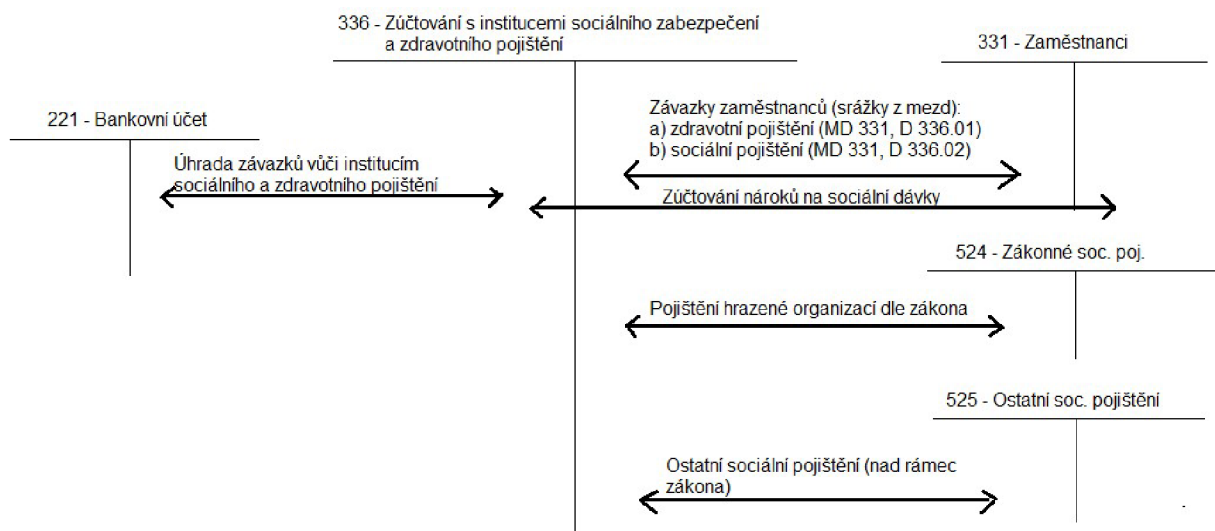 336 - Zúčtování s institucemi sociálního zabezpečení
a zdravotního pojištění
331 - Zaměstnanci
221 - Bankovní účet
Závazky zaměstnanců (srážky z mezd):
a) zdravotní pojištění (MD 331, D 336.01)
b) sociální pojištění (MD 331, D 336.02)
Úhrada závazků vůči institucím
sociálního a zdravotního pojištění
Zúčtování nároků na sociální dávky
524 - Zákonné soc. poj.
Pojištění hrazené organizací dle zákona
525 - Ostatní soc. pojištění
Ostatní sociální pojištění (nad rámec
zákona)